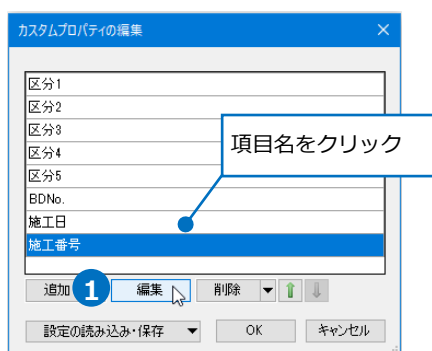 カスタムプロパティの編集
区分1
区分2
区分3
区分4
区分5
BDNo.
施工日
施工番号
項目名をクリック
追加 1 編集 削除
設定の読み込み・保存 OK キャンセル